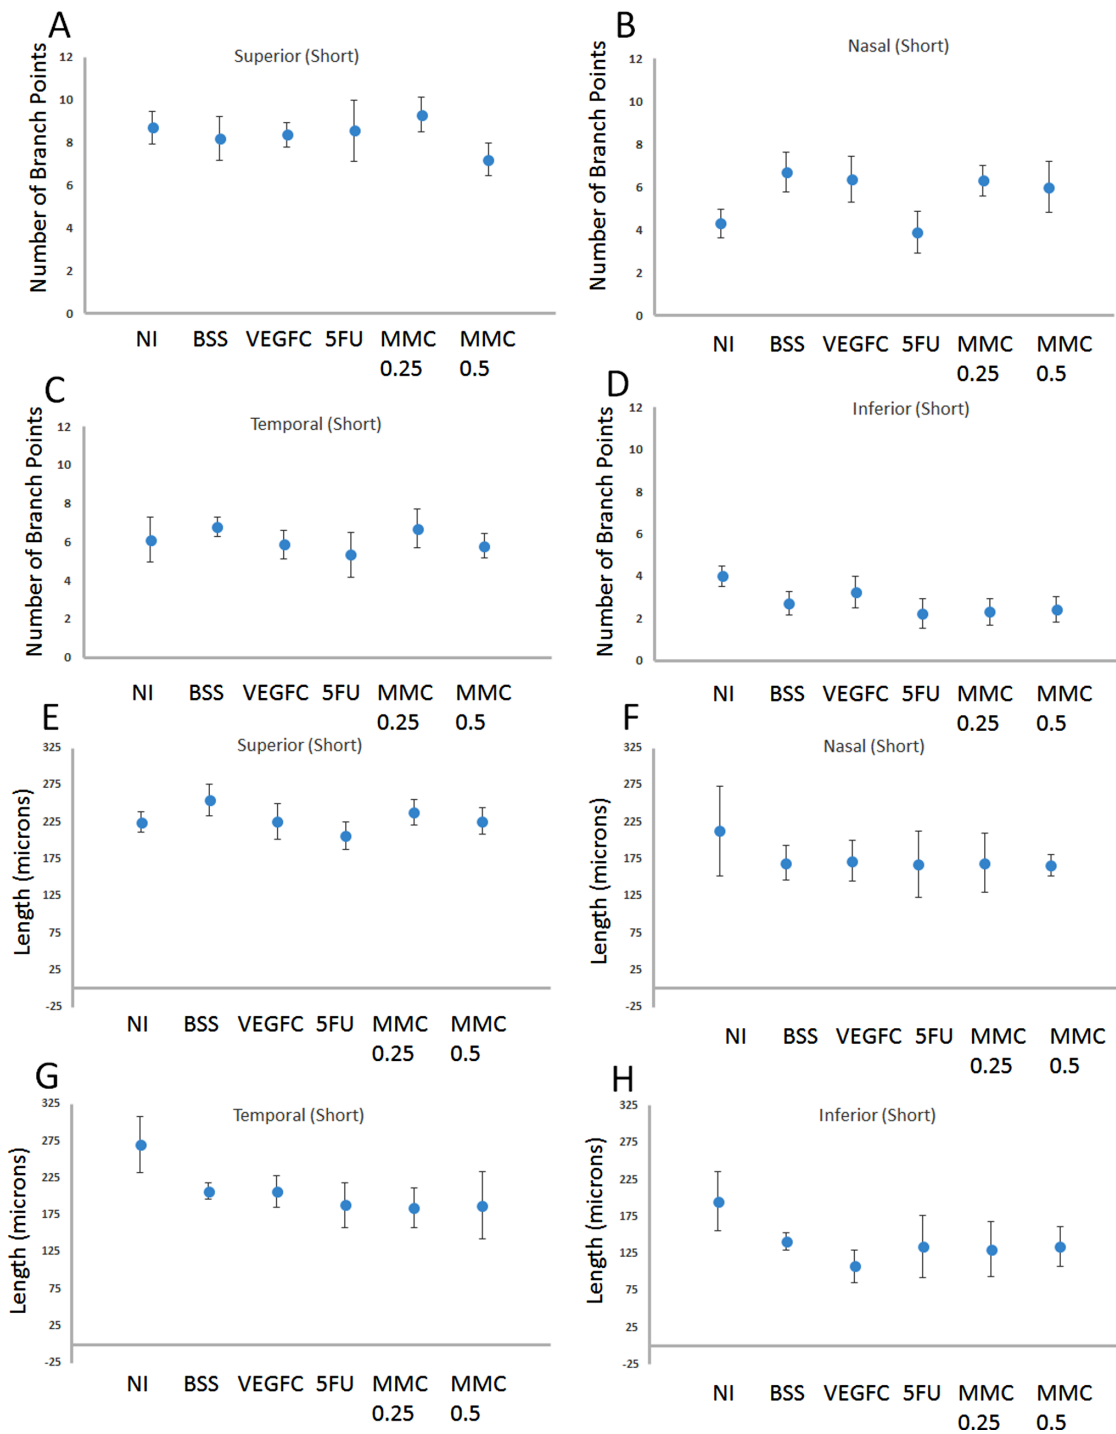 A
Superior (Short)
Number of Branch Points
12
10
8
6
4
2
0
NI BSS VEGFC 5FU MMC MMC
0.25 0.5
B
Nasal (Short)
Number of Branch Points
12
10
8
6
4
2
0
NI BSS VEGFC 5FU MMC MMC
0.25 0.5
C
Temporal (Short)
Number of Branch Points
12
10
8
6
4
2
0
NI BSS VEGFC 5FU MMC MMC
0.25 0.5
D
Inferior (Short)
Number of Branch Points
12
10
8
6
4
2
0
NI BSS VEGFC 5FU MMC MMC
0.25 0.5
E
Superior (Short)
Length (microns)
325
275
225
175
125
75
25
-25
NI BSS VEGFC 5FU MMC MMC
0.25 0.5
F
Nasal (Short)
Length (microns)
325
275
225
175
125
75
25
-25
NI BSS VEGFC 5FU MMC MMC
0.25 0.5
G
Temporal (Short)
Length (microns)
325
275
225
175
125
75
25
-25
NI BSS VEGFC 5FU MMC MMC
0.25 0.5
H
Inferior (Short)
Length (microns)
325
275
225
175
125
75
25
-25
NI BSS VEGFC 5FU MMC MMC
0.25 0.5